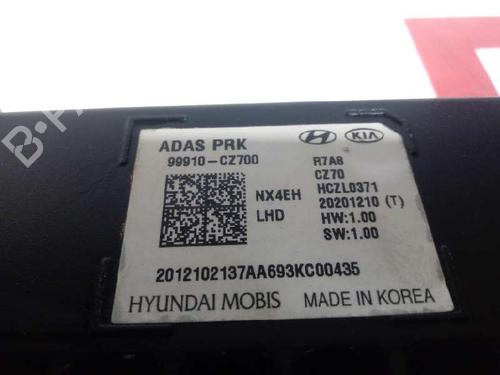 ADAS PRK
99910-CZ700
KIA
R7A8
CZ70
NX4EH
HCZL0371
20201210 (T)
LHD
HW:1.00
SW:1.00
2012102137AA693KC00435
HYUNDAI MOBIS
MADE IN KOREA